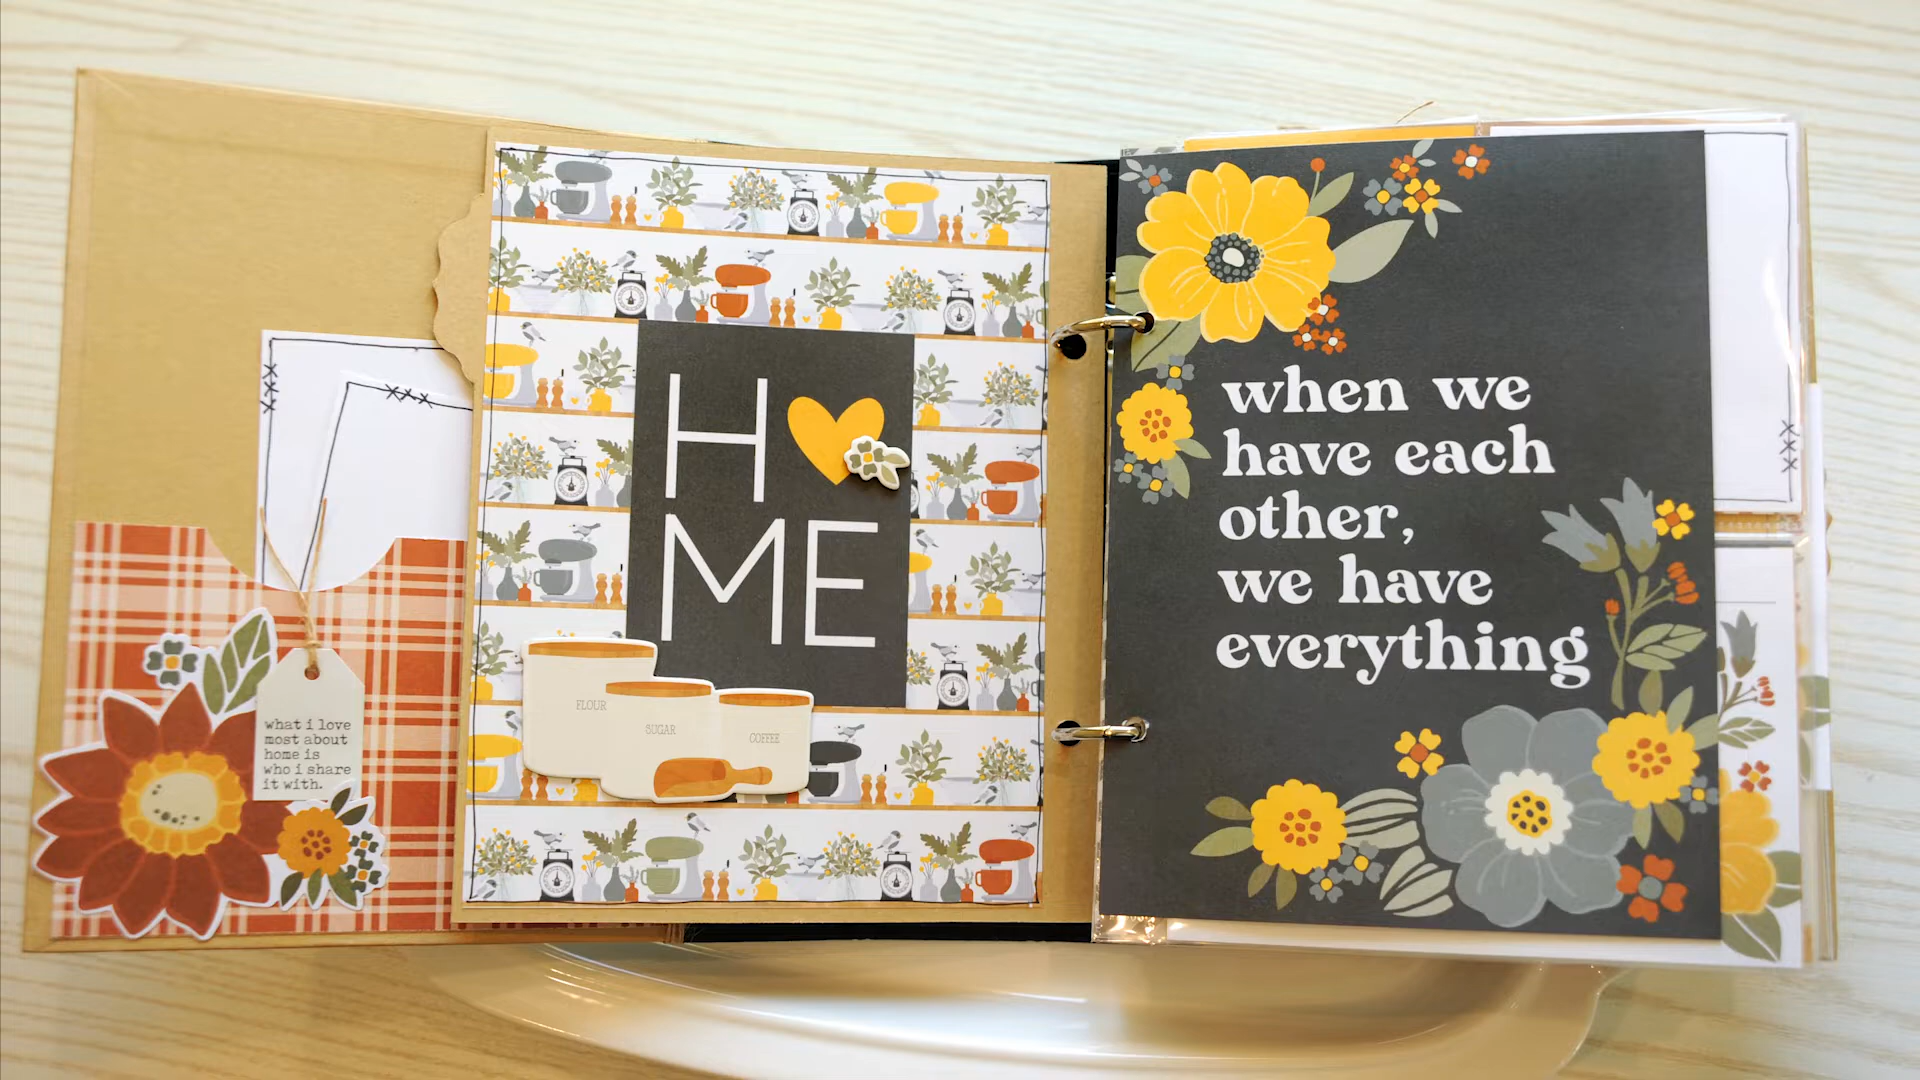 what i love
most about
home is
who i share
it with.
H
ME
FLOUR
SUGAR
COFFEE
when we
have each
other,
we have
everything